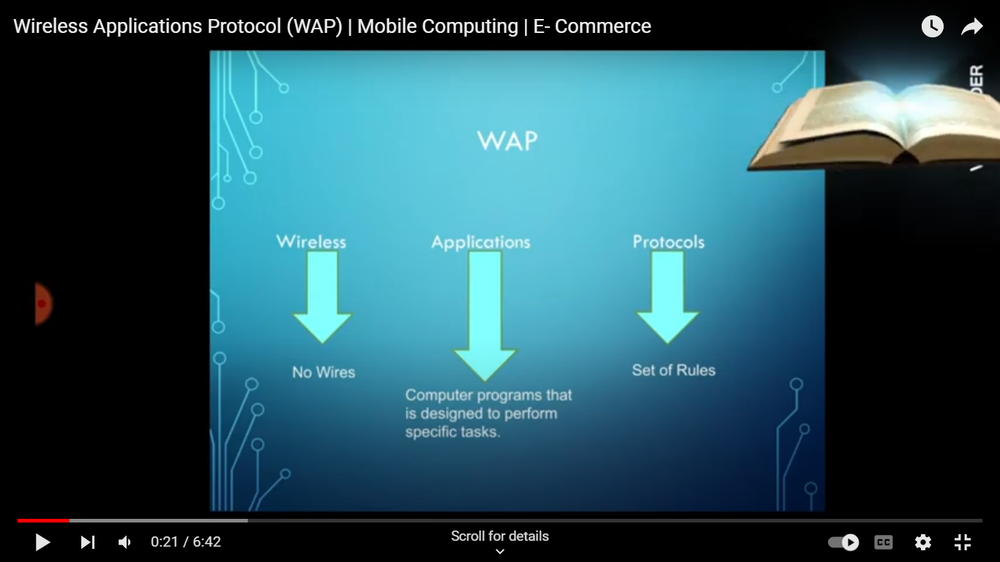 Wireless Applications Protocol (WAP) | Mobile Computing | E- Commerce
WAP
Wireless
Applications
Protocols
No Wires
Set of Rules
Computer programs that
is designed to perform
specific tasks.
0:21 / 6:42
Scroll for details
CC